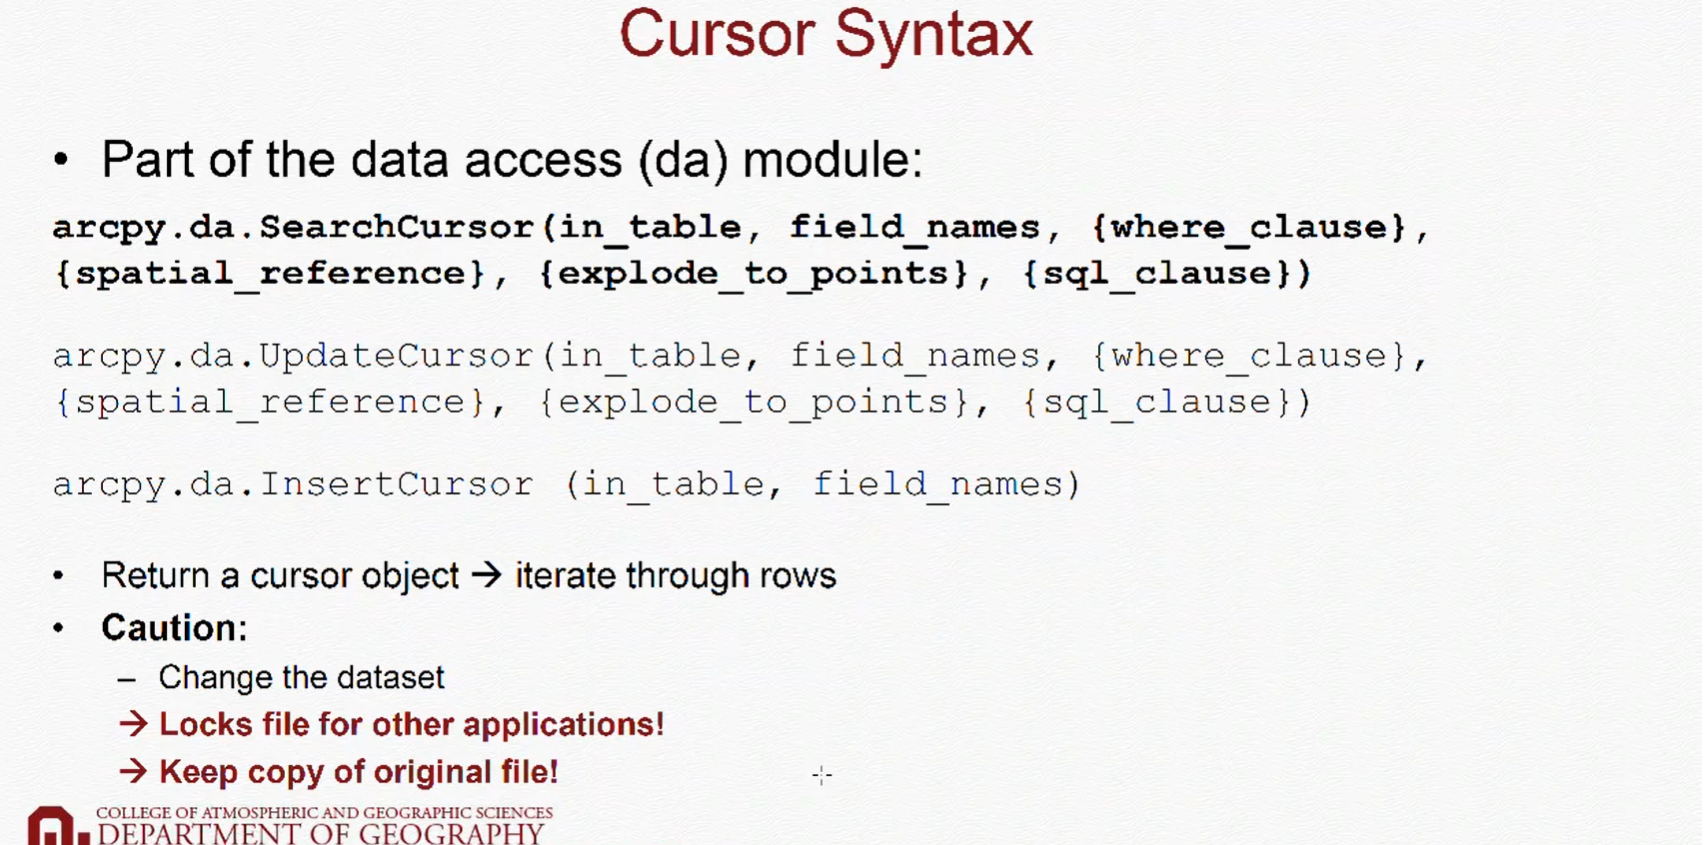 Cursor Syntax
• Part of the data access (da) module:
arcpy.da.SearchCursor(in_table, field_names, {where_clause},
{spatial_reference}, {explode_to_points}, {sql_clause})
arcpy.da.UpdateCursor(in_table, field_names, {where_clause},
{spatial_reference}, {explode_to_points}, {sql_clause})
arcpy.da.InsertCursor (in_table, field_names)
• Return a cursor object → iterate through rows
• Caution:
– Change the dataset
→ Locks file for other applications!
→ Keep copy of original file!
COLLEGE OF ATMOSPHERIC AND GEOGRAPHIC SCIENCES
DEPARTMENT OF GEOGRAPHY